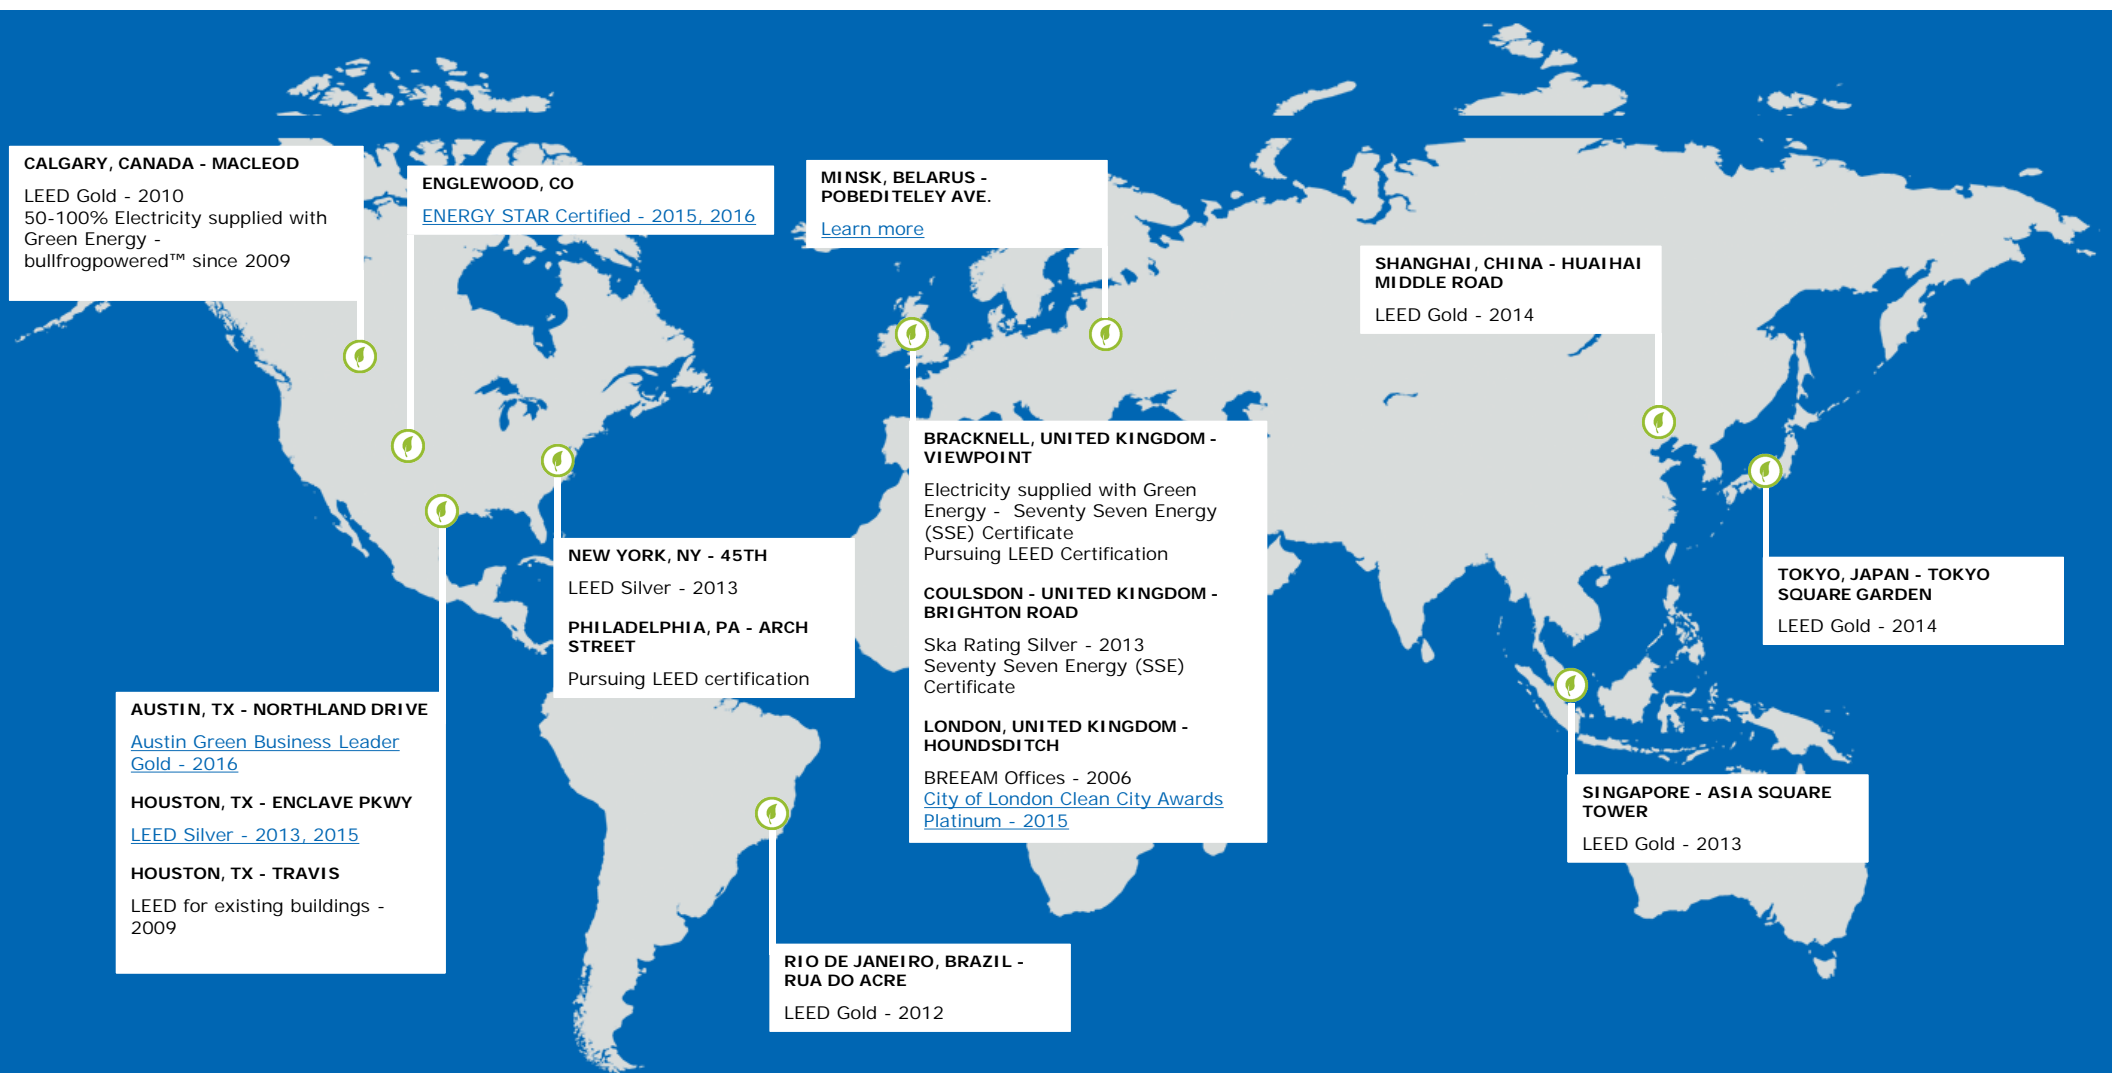 CALGARY, CANADA - MACLEOD
LEED Gold - 2010
50-100% Electricity supplied with
Green Energy -
bullfrogpowered™ since 2009
ENGLEWOOD, CO
ENERGY STAR Certified - 2015, 2016
MINSK, BELARUS -
POBEDITELEY AVE.
Learn more
SHANGHAI, CHINA - HUAIHAI
MIDDLE ROAD
LEED Gold - 2014
BRACKNELL, UNITED KINGDOM -
VIEWPOINT
Electricity supplied with Green
Energy - Seventy Seven Energy
(SSE) Certificate
Pursuing LEED Certification
COULSDON - UNITED KINGDOM -
BRIGHTON ROAD
Ska Rating Silver - 2013
Seventy Seven Energy (SSE)
Certificate
LONDON, UNITED KINGDOM -
HOUNDSDITCH
BREEAM Offices - 2006
City of London Clean City Awards
Platinum - 2015
NEW YORK, NY - 45TH
LEED Silver - 2013
PHILADELPHIA, PA - ARCH
STREET
Pursuing LEED certification
TOKYO, JAPAN - TOKYO
SQUARE GARDEN
LEED Gold - 2014
AUSTIN, TX - NORTHLAND DRIVE
Austin Green Business Leader
Gold - 2016
HOUSTON, TX - ENCLAVE PKWY
LEED Silver - 2013, 2015
HOUSTON, TX - TRAVIS
LEED for existing buildings -
2009
SINGAPORE - ASIA SQUARE
TOWER
LEED Gold - 2013
RIO DE JANEIRO, BRAZIL -
RUA DO ACRE
LEED Gold - 2012